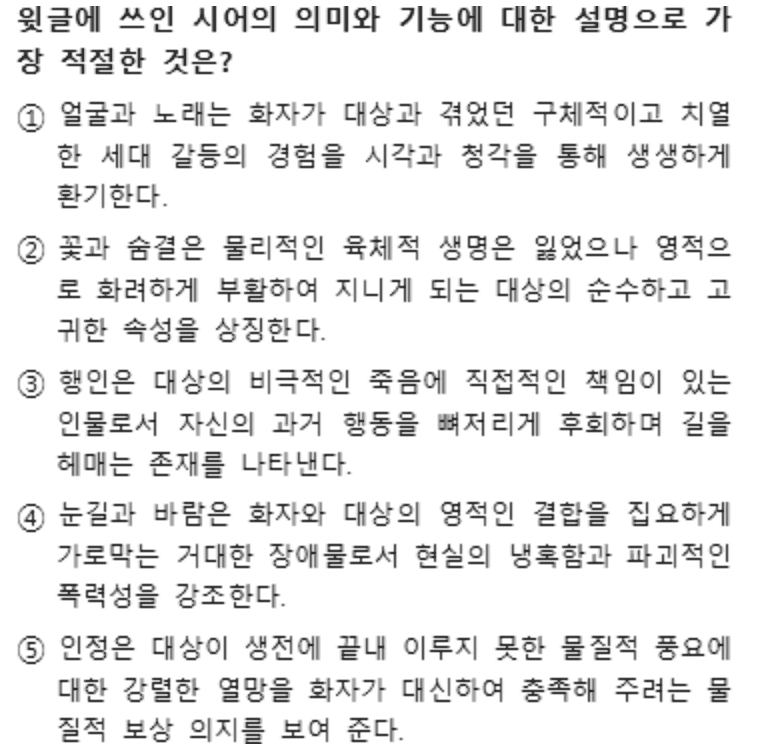 윗글에 쓰인 시어의 의미와 기능에 대한 설명으로 가
장 적절한 것은?
① 얼굴과 노래는 화자가 대상과 겪었던 구체적이고 치열
한 세대 갈등의 경험을 시각과 청각을 통해 생생하게
환기한다.
② 꽃과 숨결은 물리적인 육체적 생명은 잃었으나 영적으
로 화려하게 부활하여 지니게 되는 대상의 순수하고 고
귀한 속성을 상징한다.
③ 행인은 대상의 비극적인 죽음에 직접적인 책임이 있는
인물로서 자신의 과거 행동을 뼈저리게 후회하며 길을
헤매는 존재를 나타낸다.
④ 눈길과 바람은 화자와 대상의 영적인 결합을 집요하게
가로막는 거대한 장애물로서 현실의 냉혹함과 파괴적인
폭력성을 강조한다.
⑤ 인정은 대상이 생전에 끝내 이루지 못한 물질적 풍요에
대한 강렬한 열망을 화자가 대신하여 충족해 주려는 물
질적 보상 의지를 보여 준다.